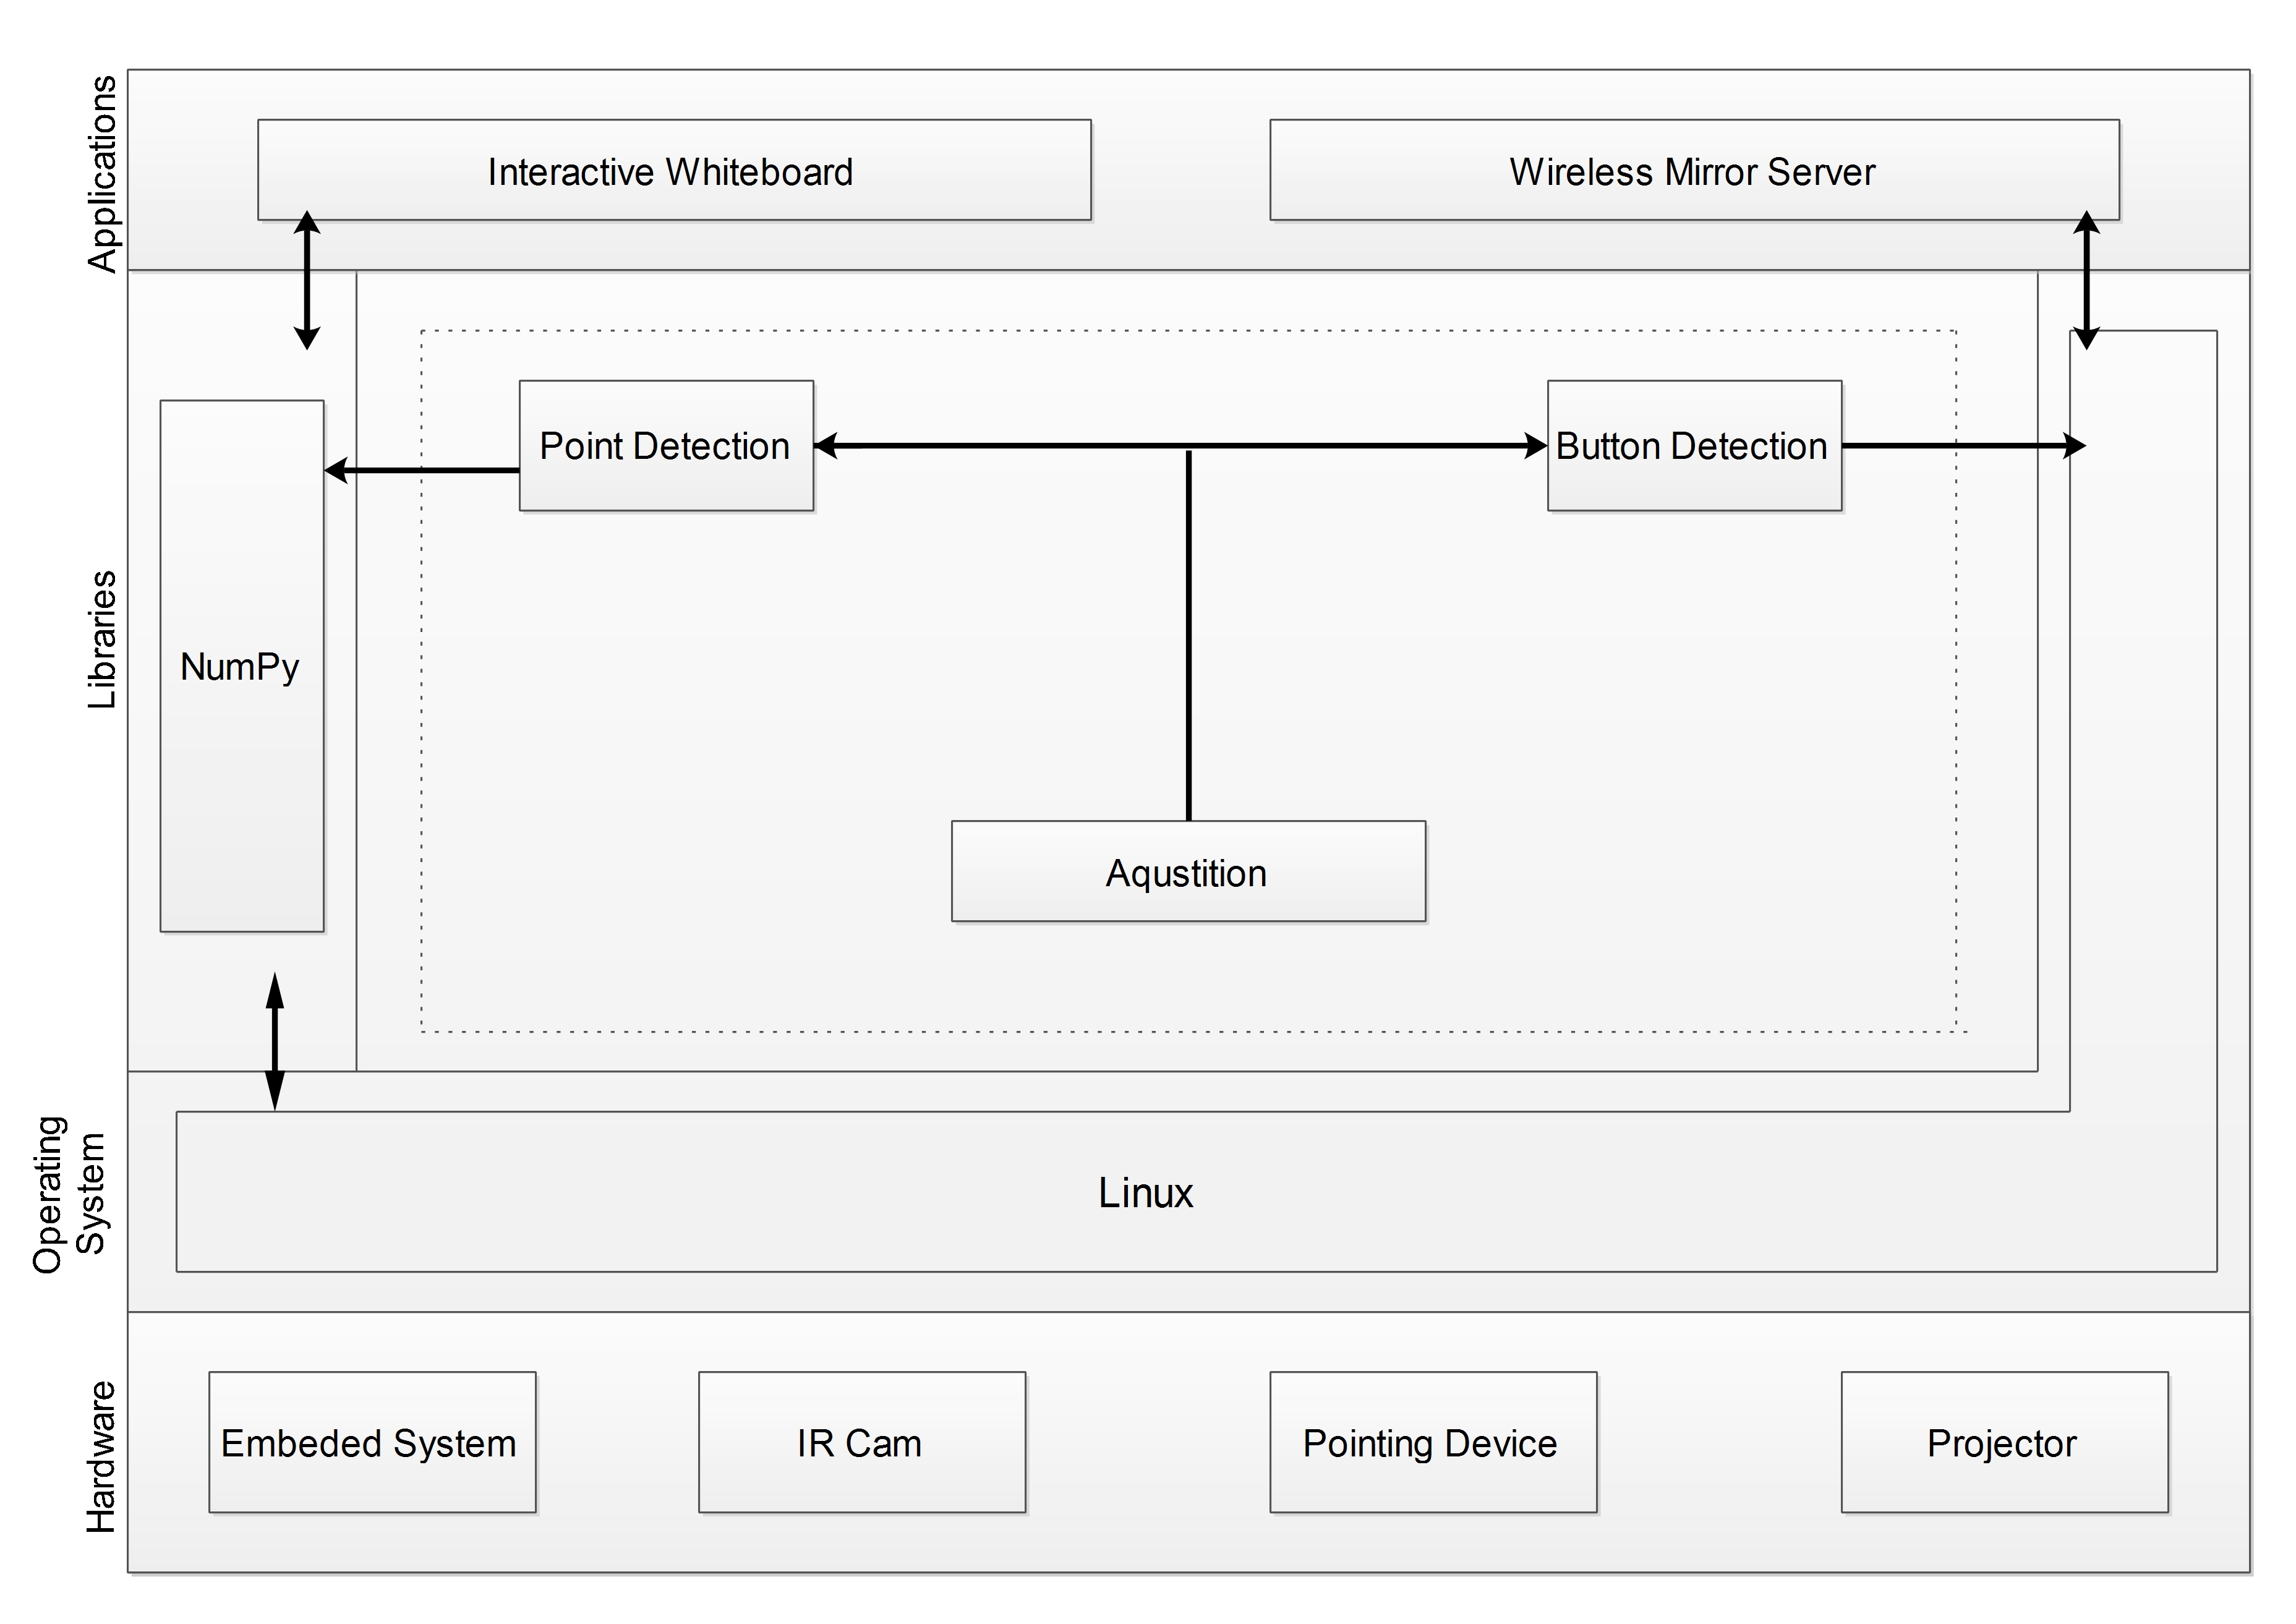 Applications
Interactive Whiteboard
Wireless Mirror Server
Libraries
Point Detection
Button Detection
NumPy
Aqustition
Operating
System
Linux
Hardware
Embeded System
IR Cam
Pointing Device
Projector